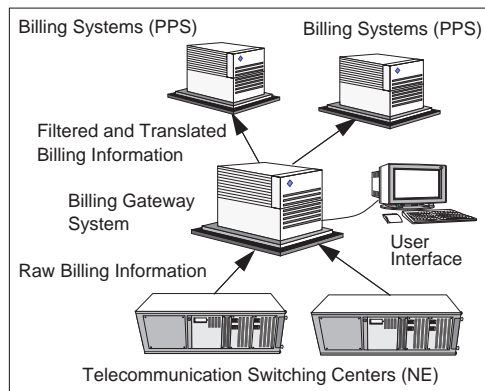 Billing Systems (PPS)
Billing Systems (PPS)
Filtered and Translated
Billing Information
Billing Gateway
System
User
Interface
Raw Billing Information
Telecommunication Switching Centers (NE)